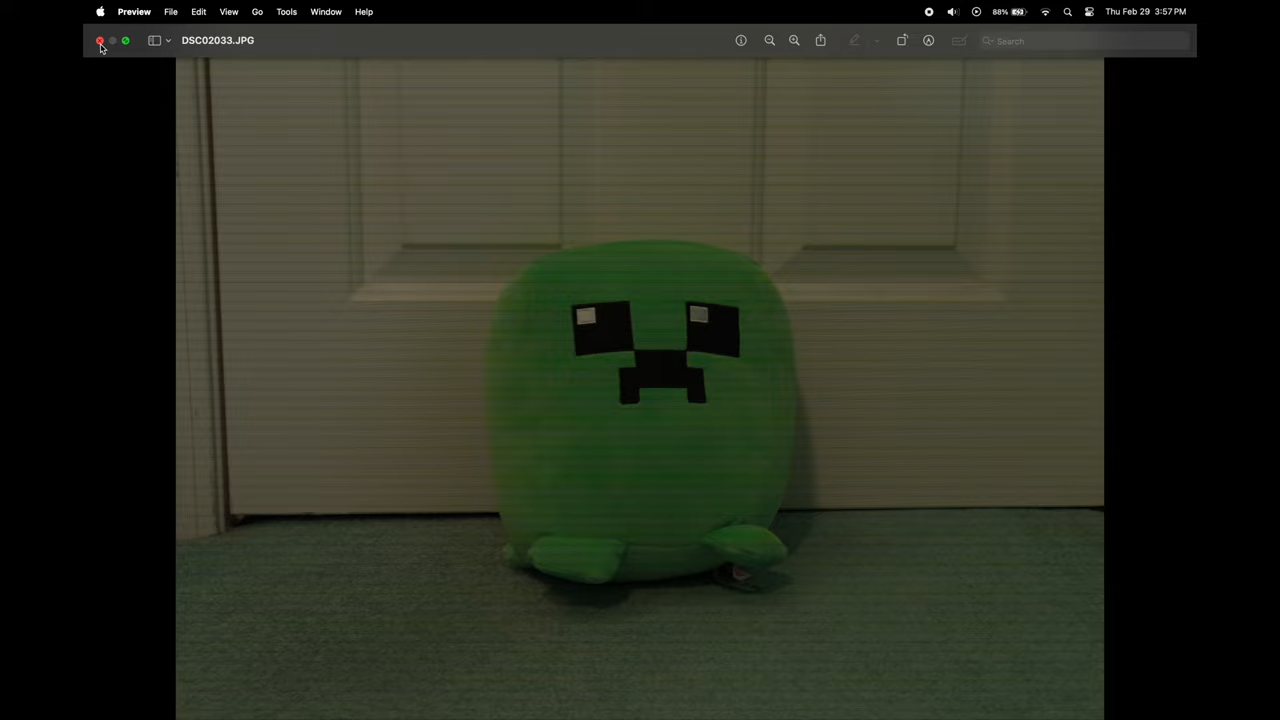 Preview File Edit View Go Tools Window Help 88% Thu Feb 29 3:57 PM
DSC02033.JPG Search